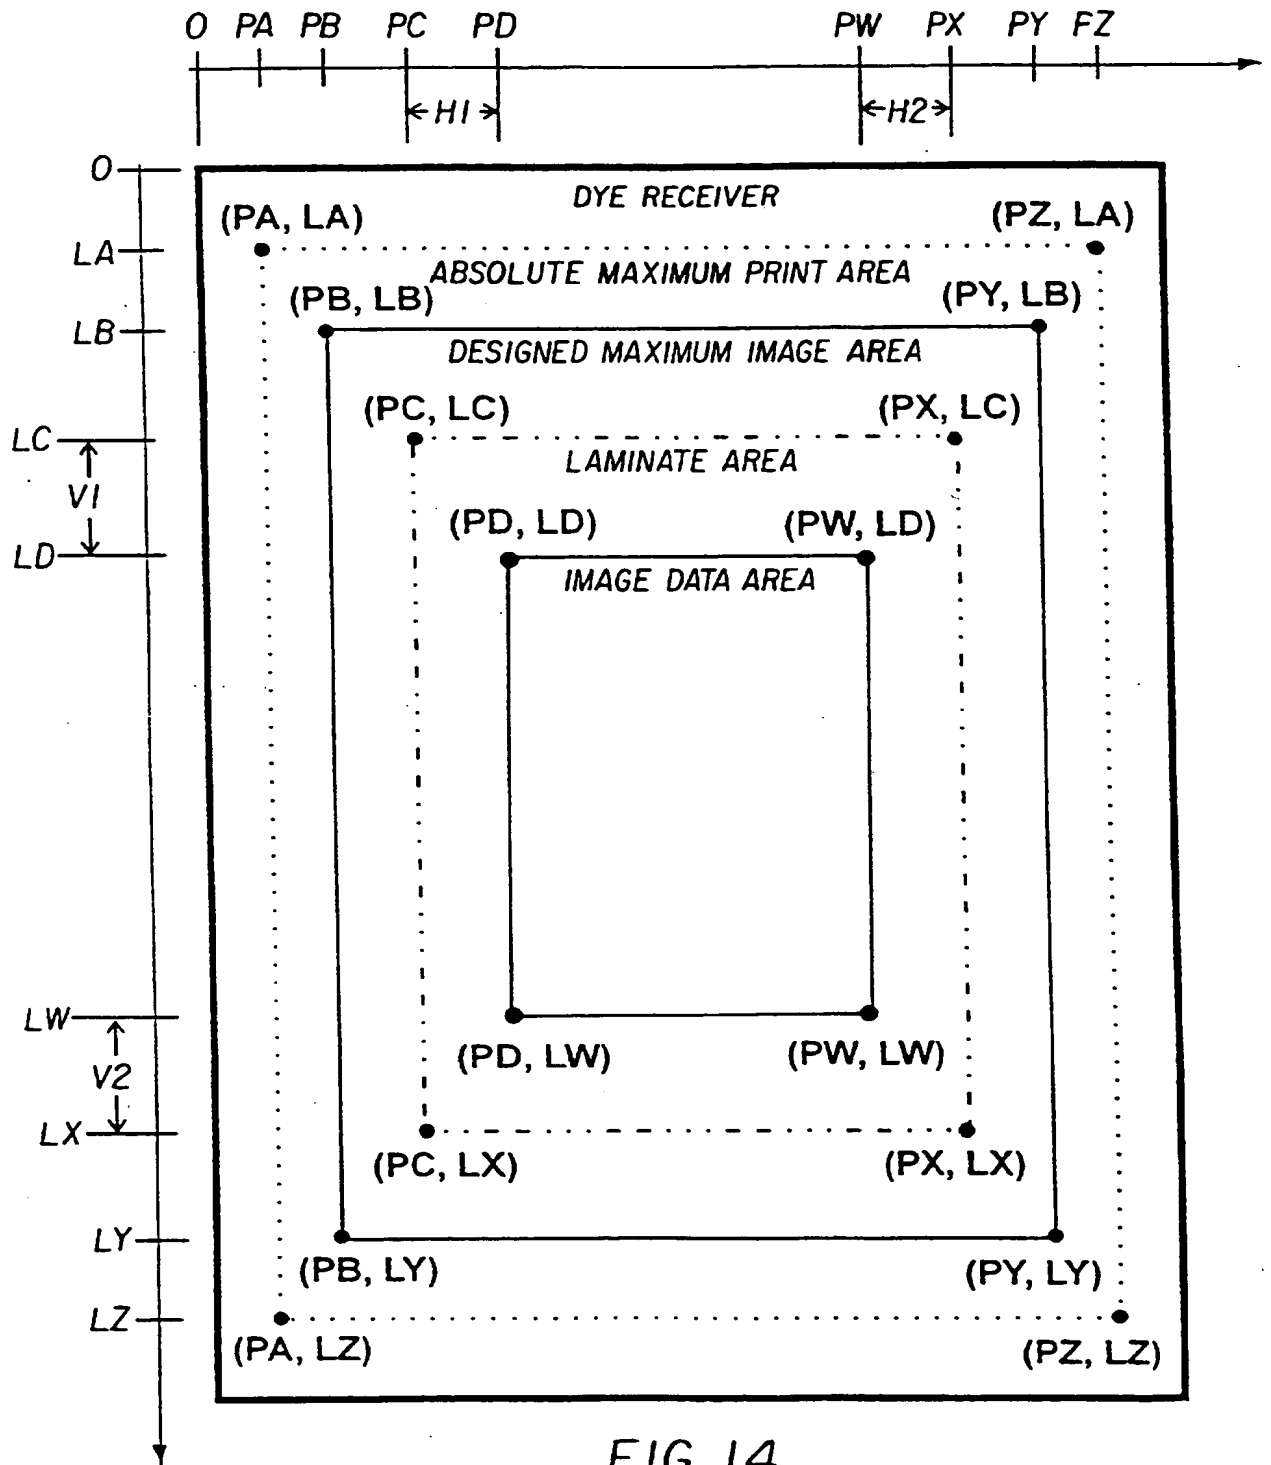 O PA PB PC PD PW PX PY FZ
H1 H2
O
DYE RECEIVER
(PA, LA) (PZ, LA)
LA
ABSOLUTE MAXIMUM PRINT AREA
(PB, LB) (PY, LB)
LB
DESIGNED MAXIMUM IMAGE AREA
(PC, LC) (PX, LC)
LC
LAMINATE AREA
V1
(PD, LD) (PW, LD)
LD
IMAGE DATA AREA
LW
(PD, LW) (PW, LW)
V2
LX
(PC, LX) (PX, LX)
LY
(PB, LY) (PY, LY)
LZ
(PA, LZ) (PZ, LZ)
FIG. 14